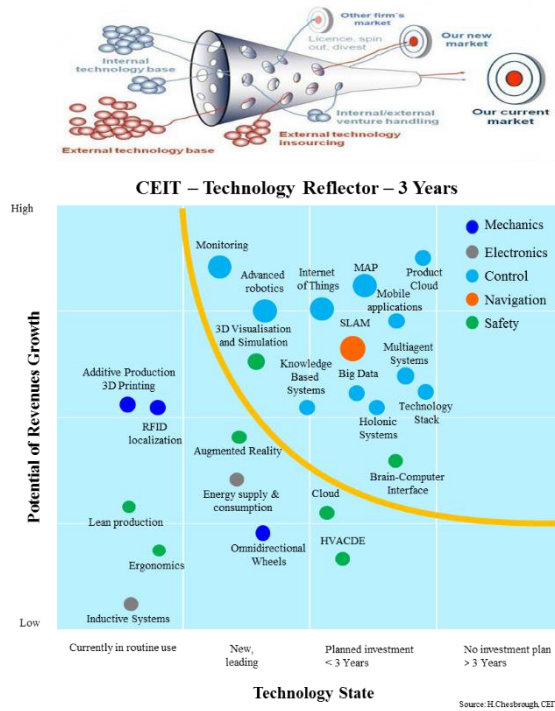 Other firm's
market
Licence, spin
out, divest
Our new
market
Internal
technology base
Internal/external
venture handling
Our current
market
External technology base
External technology
insourcing
CEIT – Technology Reflector – 3 Years
High
Mechanics
Electronics
Control
Navigation
Safety
Monitoring
Advanced
robotics
Internet
of Things
MAP
Product
Cloud
Mobile
applications
3D Visualisation
and Simulation
SLAM
Multiagent
Systems
Knowledge
Based
Systems
Big Data
Additive Production
3D Printing
RFID
localization
Holonic
Systems
Technology
Stack
Augmented Reality
Brain-Computer
Interface
Energy supply &
consumption
Cloud
Lean production
Omnidirectional
Wheels
HVACDE
Ergonomics
Inductive Systems
Potential of Revenues Growth
Low
Currently in routine use
New,
leading
Planned investment
< 3 Years
No investment plan
> 3 Years
Technology State
Source: H.Chesbrough, CEI